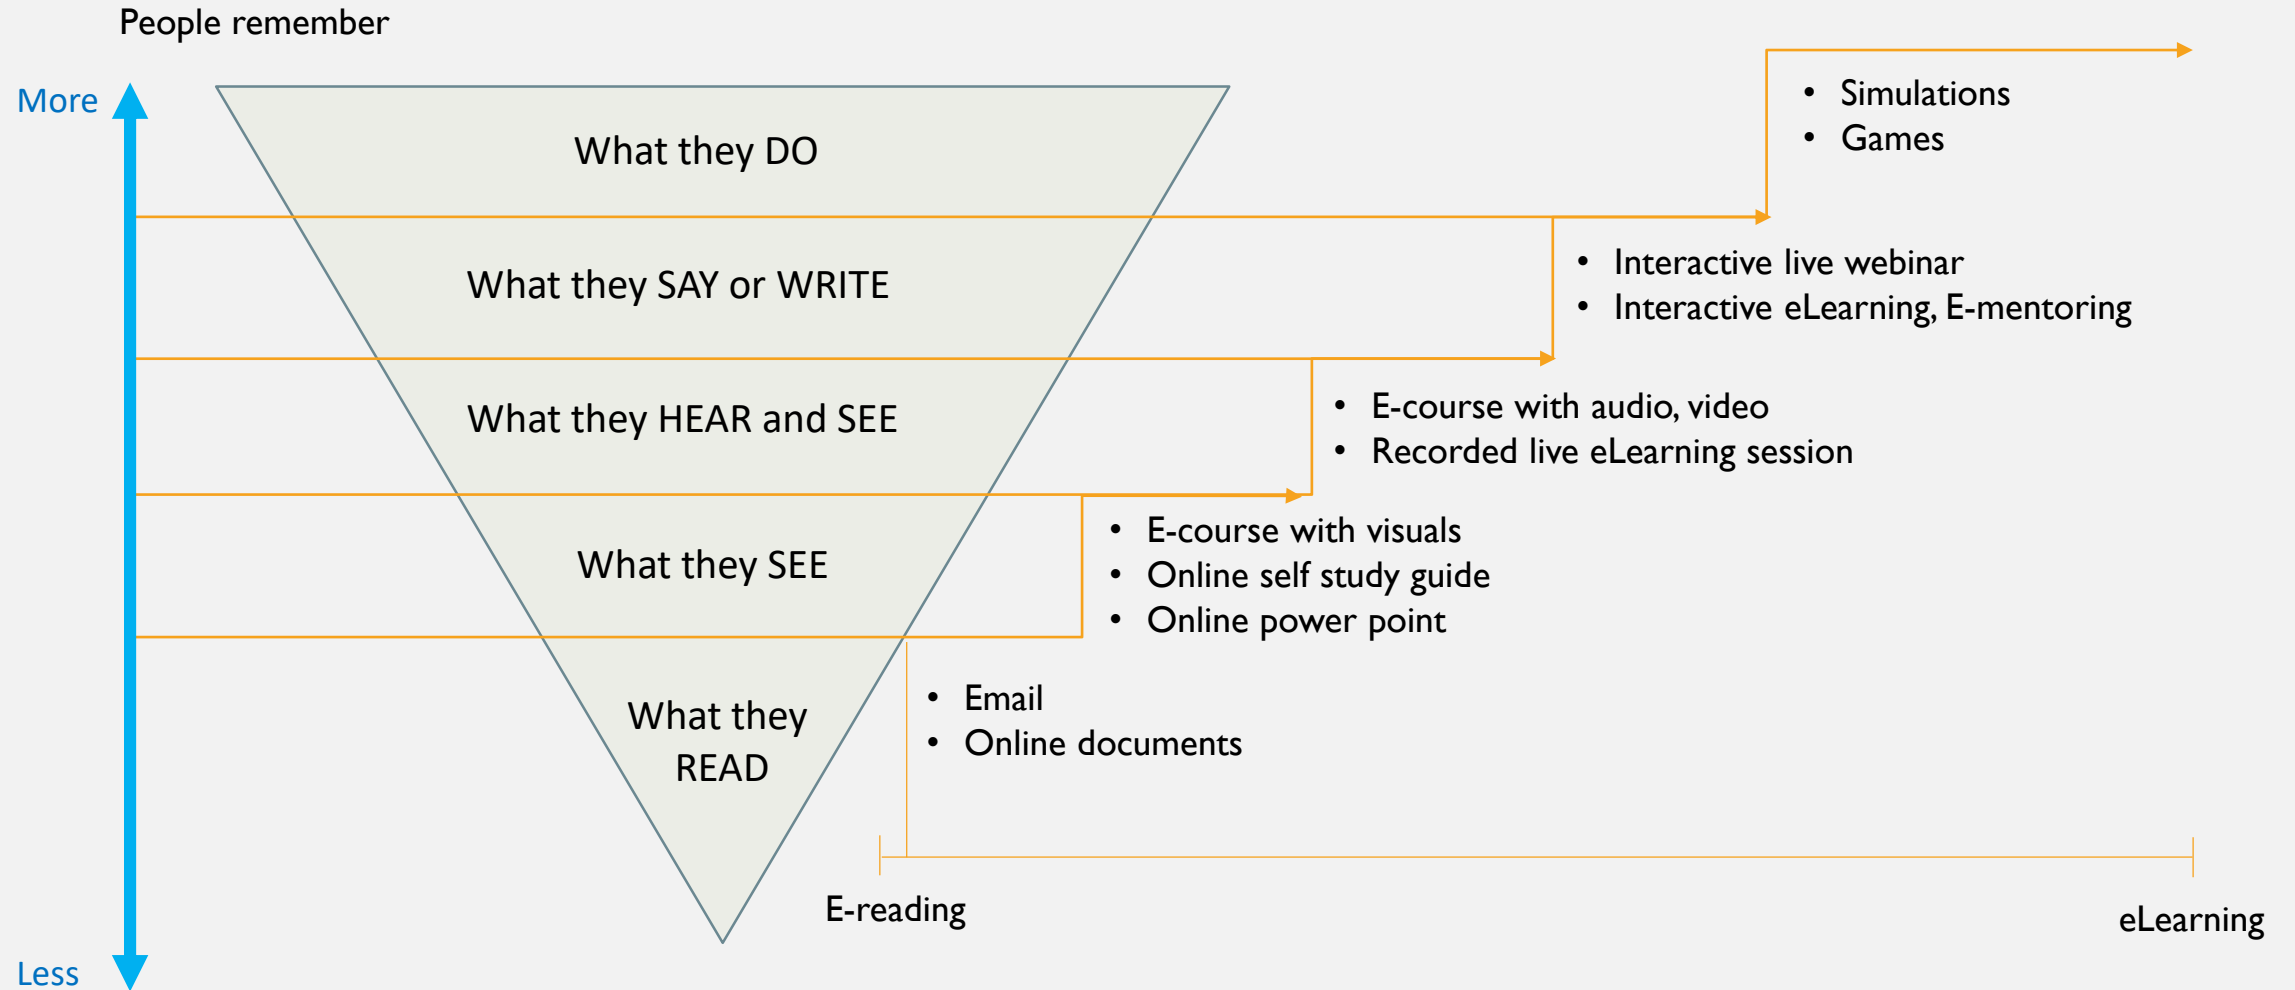 People remember
More
What they DO
• Simulations
• Games
What they SAY or WRITE
• Interactive live webinar
• Interactive eLearning, E-mentoring
What they HEAR and SEE
• E-course with audio, video
• Recorded live eLearning session
What they SEE
• E-course with visuals
• Online self study guide
• Online power point
What they
READ
• Email
• Online documents
E-reading
eLearning
Less